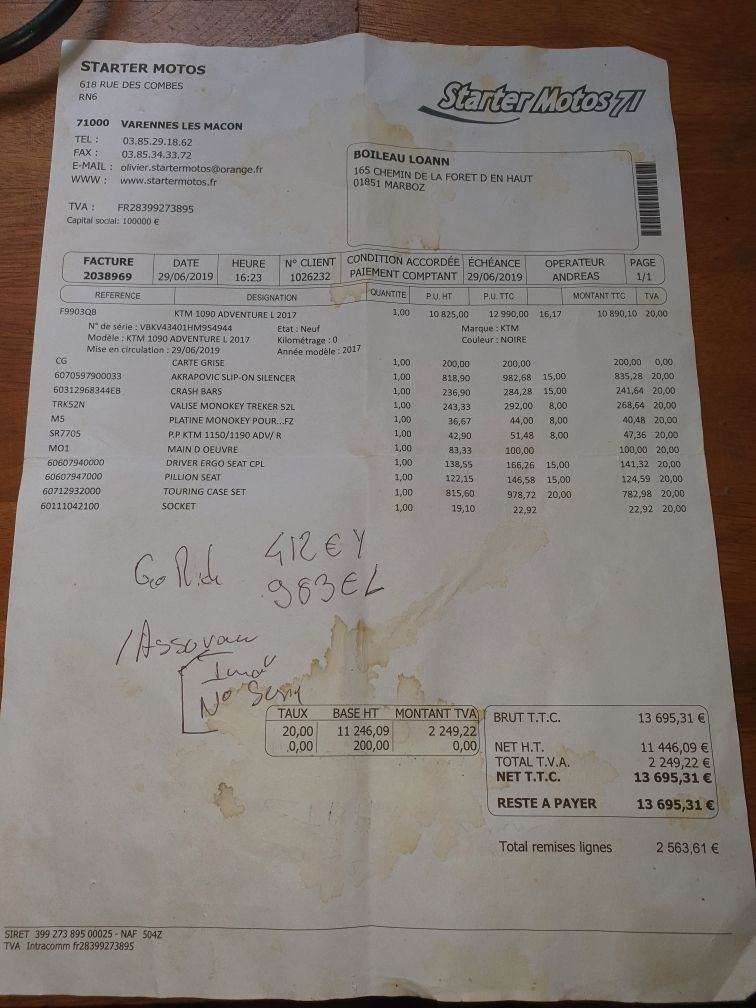 STARTER MOTOS
618 RUE DES COMBES
RN6
71000 VARENNES LES MACON
TEL : 03.85.29.18.62
FAX : 03.85.34.33.72
E-MAIL : olivier.startermotos@orange.fr
WWW : www.startermotos.fr
TVA : FR28399273895
Capital social: 100000 €
Starter Motos 71
BOILEAU LOANN
165 CHEMIN DE LA FORET D EN HAUT
01851 MARBOZ
FACTURE DATE HEURE N° CLIENT CONDITION ACCORDÉE ÉCHÉANCE OPERATEUR PAGE
2038969 29/06/2019 16:23 1026232 PAIEMENT COMPTANT 29/06/2019 ANDREAS 1/1
REFERENCE DESIGNATION QUANTITE P.U. HT P.U. TTC MONTANT TTC TVA
F9903Q8 KTM 1090 ADVENTURE L 2017 1,00 10 825,00 12 990,00 16,17 10 890,10 20,00
N° de série : VBKV43401HM954944 Etat : Neuf Marque : KTM
Modèle : KTM 1090 ADVENTURE L 2017 Kilométrage : 0 Couleur : NOIRE
Mise en circulation : 29/06/2019 Année modèle : 2017
CG CARTE GRISE 1,00 200,00 200,00 200,00 0,00
6070597900033 AKRAPOVIC SLIP-ON SILENCER 1,00 818,90 982,68 15,00 835,28 20,00
60312968344EB CRASH BARS 1,00 236,90 284,28 15,00 241,64 20,00
TRK52N VALISE MONOKEY TREKER 52L 1,00 243,33 292,00 8,00 268,64 20,00
M5 PLATINE MONOKEY POUR...FZ 1,00 36,67 44,00 8,00 40,48 20,00
SR7705 P.P KTM 1150/1190 ADV/ R 1,00 42,90 51,48 8,00 47,36 20,00
MO1 MAIN D OEUVRE 1,00 83,33 100,00 100,00 20,00
60607940000 DRIVER ERGO SEAT CPL 1,00 138,55 166,26 15,00 141,32 20,00
60607947000 PILLION SEAT 1,00 122,15 146,58 15,00 124,59 20,00
60712932000 TOURING CASE SET 1,00 815,60 978,72 20,00 782,98 20,00
60111042100 SOCKET 1,00 19,10 22,92 22,92 20,00
Geo Ride 412 € Y
983 € L
No Serie
TAUX BASE HT MONTANT TVA
20,00 11 246,09 2 249,22
0,00 200,00 0,00
BRUT T.T.C. 13 695,31 €
NET H.T. 11 446,09 €
TOTAL T.V.A. 2 249,22 €
NET T.T.C. 13 695,31 €
RESTE A PAYER 13 695,31 €
Total remises lignes 2 563,61 €
SIRET 399 273 895 00025 - NAF 504Z
TVA Intracomm fr28399273895